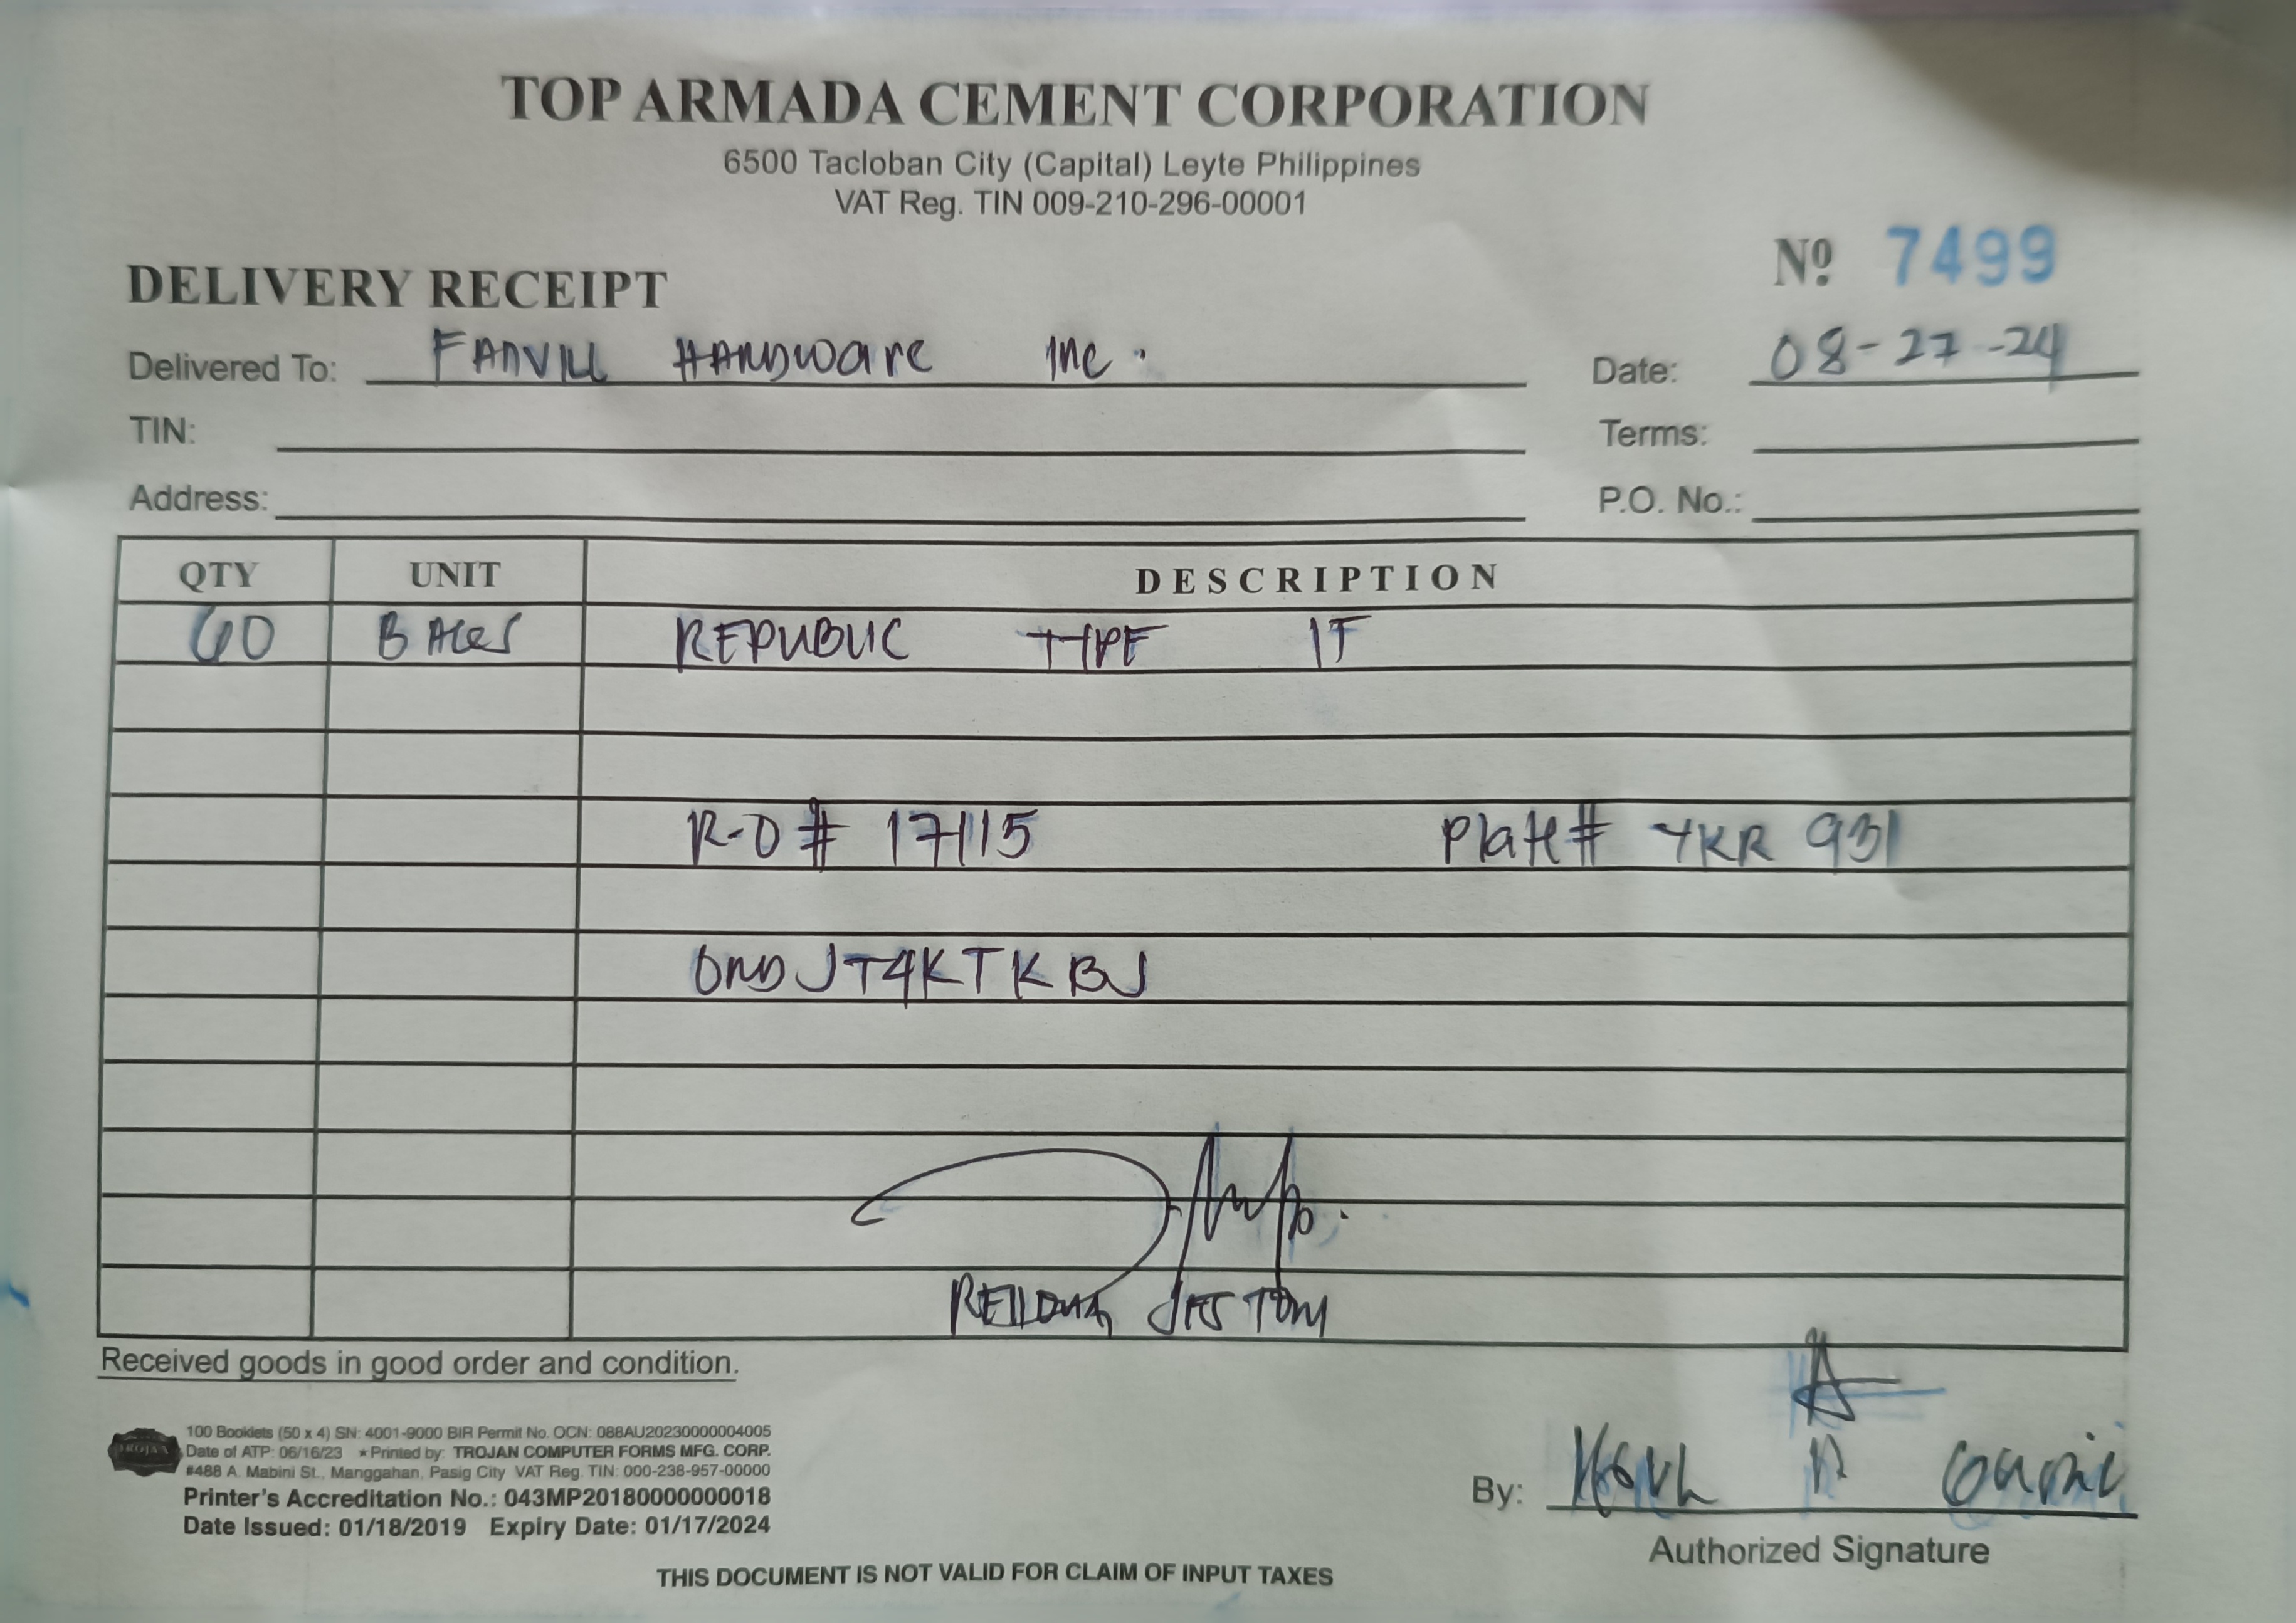 TOP ARMADA CEMENT CORPORATION
6500 Tacloban City (Capital) Leyte Philippines
VAT Reg. TIN 009-210-296-00001
Nº 7499
DELIVERY RECEIPT
Delivered To: FANVILL HARDWARE INC. Date: 08-27-24
TIN: Terms:
Address: P.O. No.:
QTY UNIT DESCRIPTION
60 REPUBLIC TYPE 1T
R-O # 17115 Plate# YKR 931
JT4KTKBJ
JES TOM
Received goods in good order and condition.
TROJAN
100 Booklets (50 x 4) SN: 4001-9000 BIR Permit No. OCN: 088AU20230000004005
Date of ATP: 06/16/23 ★Printed by: TROJAN COMPUTER FORMS MFG. CORP.
#488 A. Mabini St., Manggahan, Pasig City VAT Reg. TIN: 000-238-957-00000
Printer's Accreditation No.: 043MP20180000000018
Date Issued: 01/18/2019 Expiry Date: 01/17/2024
By:
Authorized Signature
THIS DOCUMENT IS NOT VALID FOR CLAIM OF INPUT TAXES